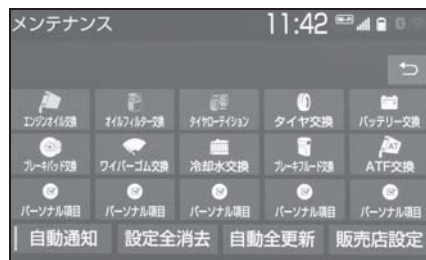 メンテナンス 11:42
エンジンオイル交換 オイルフィルター交換 タイヤローテイション タイヤ交換 バッテリー交換
ブレーキパッド交換 ワイパーゴム交換 冷却水交換 ブレーキフルード交換 ATF交換
パーソナル項目 パーソナル項目 パーソナル項目 パーソナル項目 パーソナル項目
自動通知 設定全消去 自動全更新 販売店設定